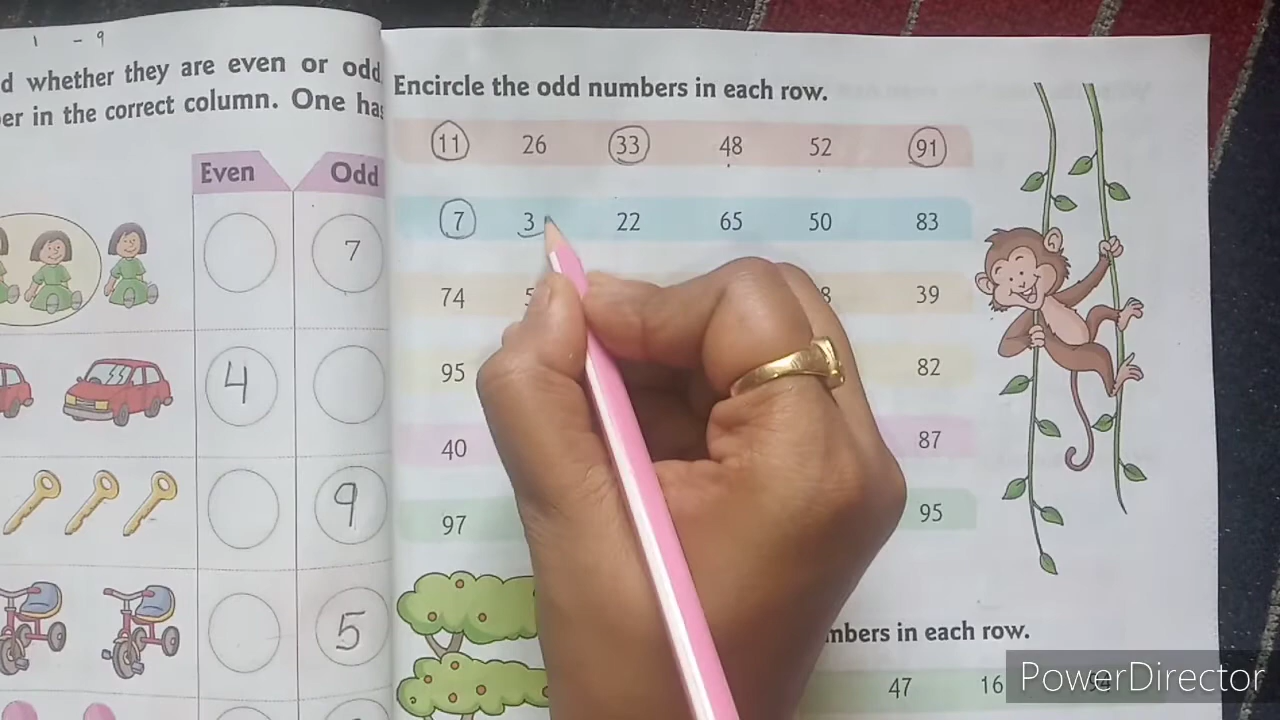 1 - 9
d whether they are even or odd
er in the correct column. One has
Even Odd
7
4
9
5
Encircle the odd numbers in each row.
11 26 33 48 52 91
7 3 22 65 50 83
74 39
95 82
40 87
97 95
mbers in each row.
47 16
PowerDirector